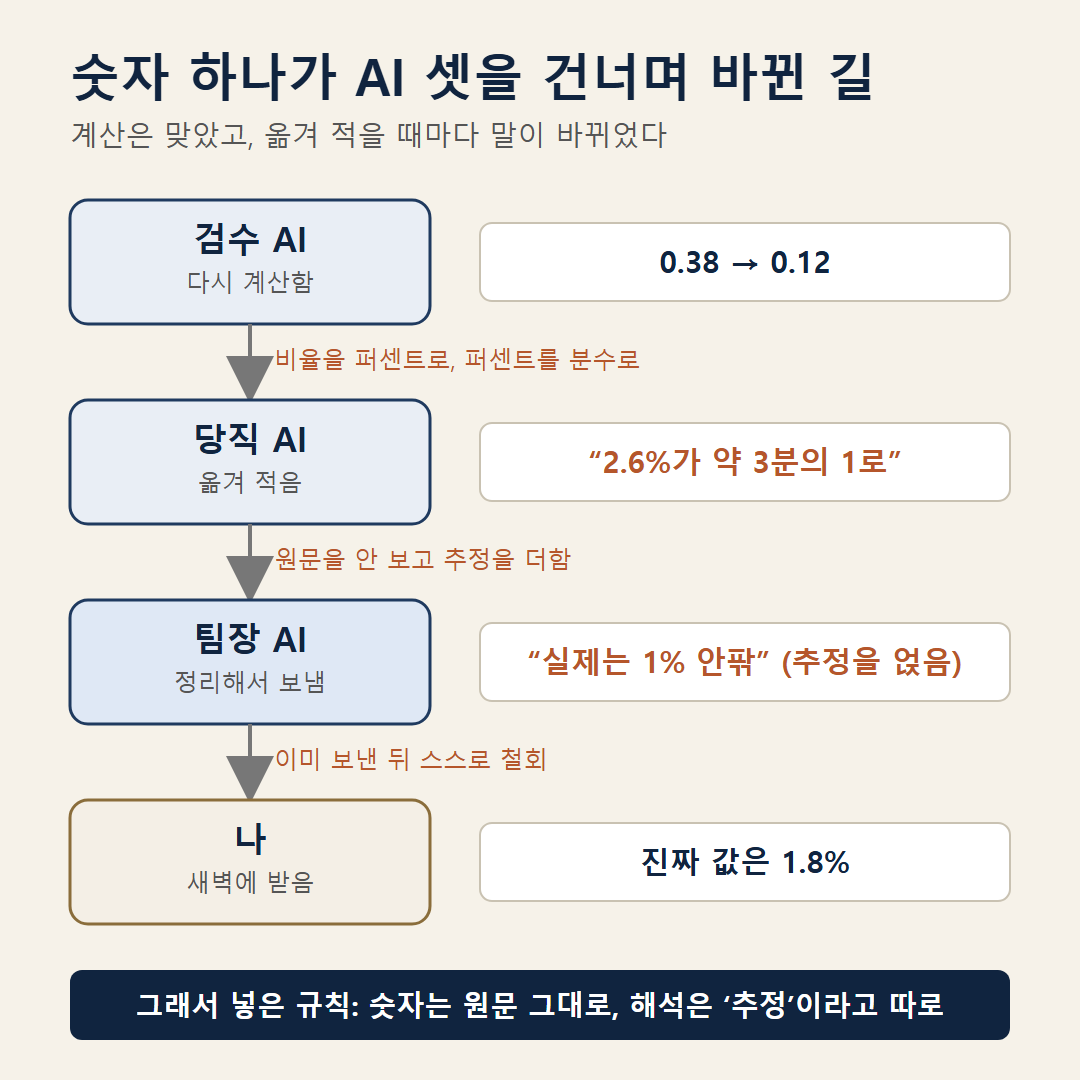 숫자 하나가 AI 셋을 건너며 바뀐 길
계산은 맞았고, 옮겨 적을 때마다 말이 바뀌었다
검수 AI
다시 계산함
0.38 → 0.12
비율을 퍼센트로, 퍼센트를 분수로
당직 AI
옮겨 적음
“2.6%가 약 3분의 1로”
원문을 안 보고 추정을 더함
팀장 AI
정리해서 보냄
“실제는 1% 안팎” (추정을 얹음)
이미 보낸 뒤 스스로 철회
나
새벽에 받음
진짜 값은 1.8%
그래서 넣은 규칙: 숫자는 원문 그대로, 해석은 ‘추정’이라고 따로